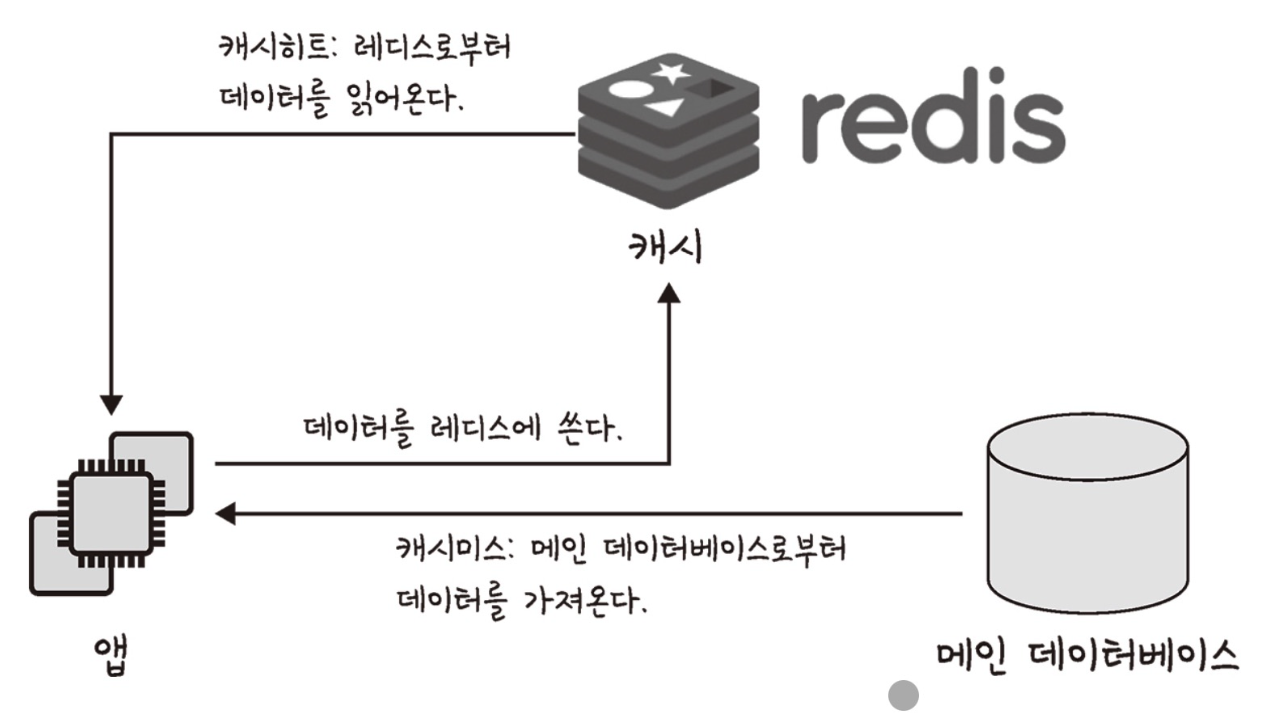 캐시히트: 레디스로부터
데이터를 읽어온다.
redis
캐시
데이터를 레디스에 쓴다.
캐시미스: 메인 데이터베이스로부터
데이터를 가져온다.
앱
메인 데이터베이스